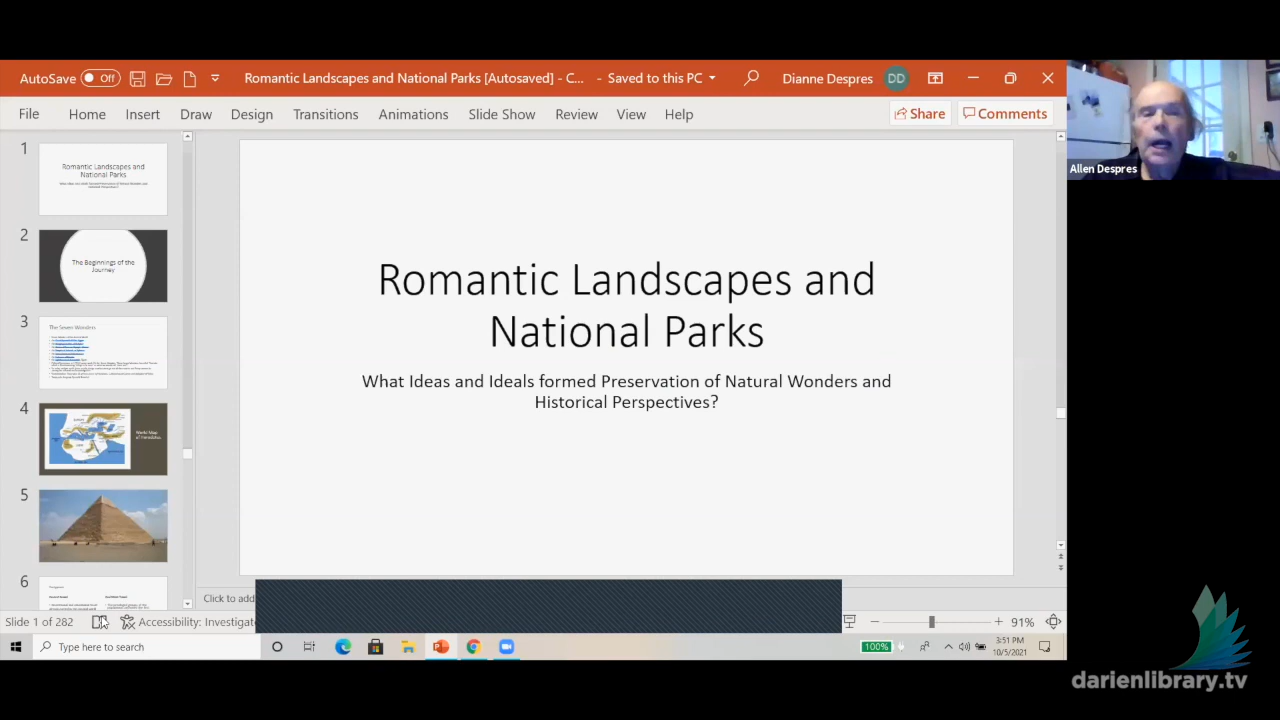 AutoSave Off Romantic Landscapes and National Parks [Autosaved] - C... - Saved to this PC Dianne Despres DD
File Home Insert Draw Design Transitions Animations Slide Show Review View Help Share Comments
Allen Despres
1
Romantic Landscapes and
National Parks
2
The Beginnings of the
Journey
3
The Seven Wonders
4
World Map
of Herodotus
5
6
Romantic Landscapes and
National Parks
What Ideas and Ideals formed Preservation of Natural Wonders and
Historical Perspectives?
Click to add
Slide 1 of 282 Accessibility: Investigat 91%
Type here to search 100% 3:51 PM
10/5/2021
darienlibrary.tv